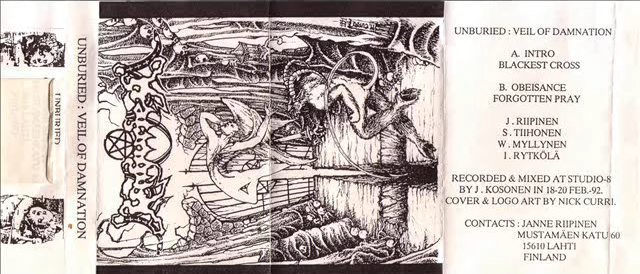 UNBURIED
UNBURIED : VEIL OF DAMNATION
UNBURIED : VEIL OF DAMNATION
A. INTRO
BLACKEST CROSS
B. OBEISANCE
FORGOTTEN PRAY
J. RIIPINEN
S. TIIHONEN
W. MYLLYNEN
I. RYTKÖLÄ
RECORDED & MIXED AT STUDIO-8
BY J. KOSONEN IN 18-20 FEB.-92.
COVER & LOGO ART BY NICK CURRI.
CONTACTS : JANNE RIIPINEN
MUSTAMÄEN KATU 60
15610 LAHTI
FINLAND